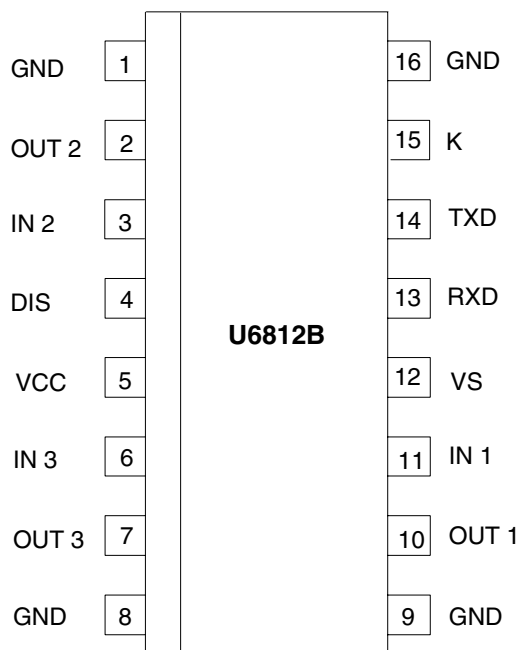 GND 1 16 GND
OUT 2 2 15 K
IN 2 3 14 TXD
DIS 4 13 RXD
U6812B
VCC 5 12 VS
IN 3 6 11 IN 1
OUT 3 7 10 OUT 1
GND 8 9 GND